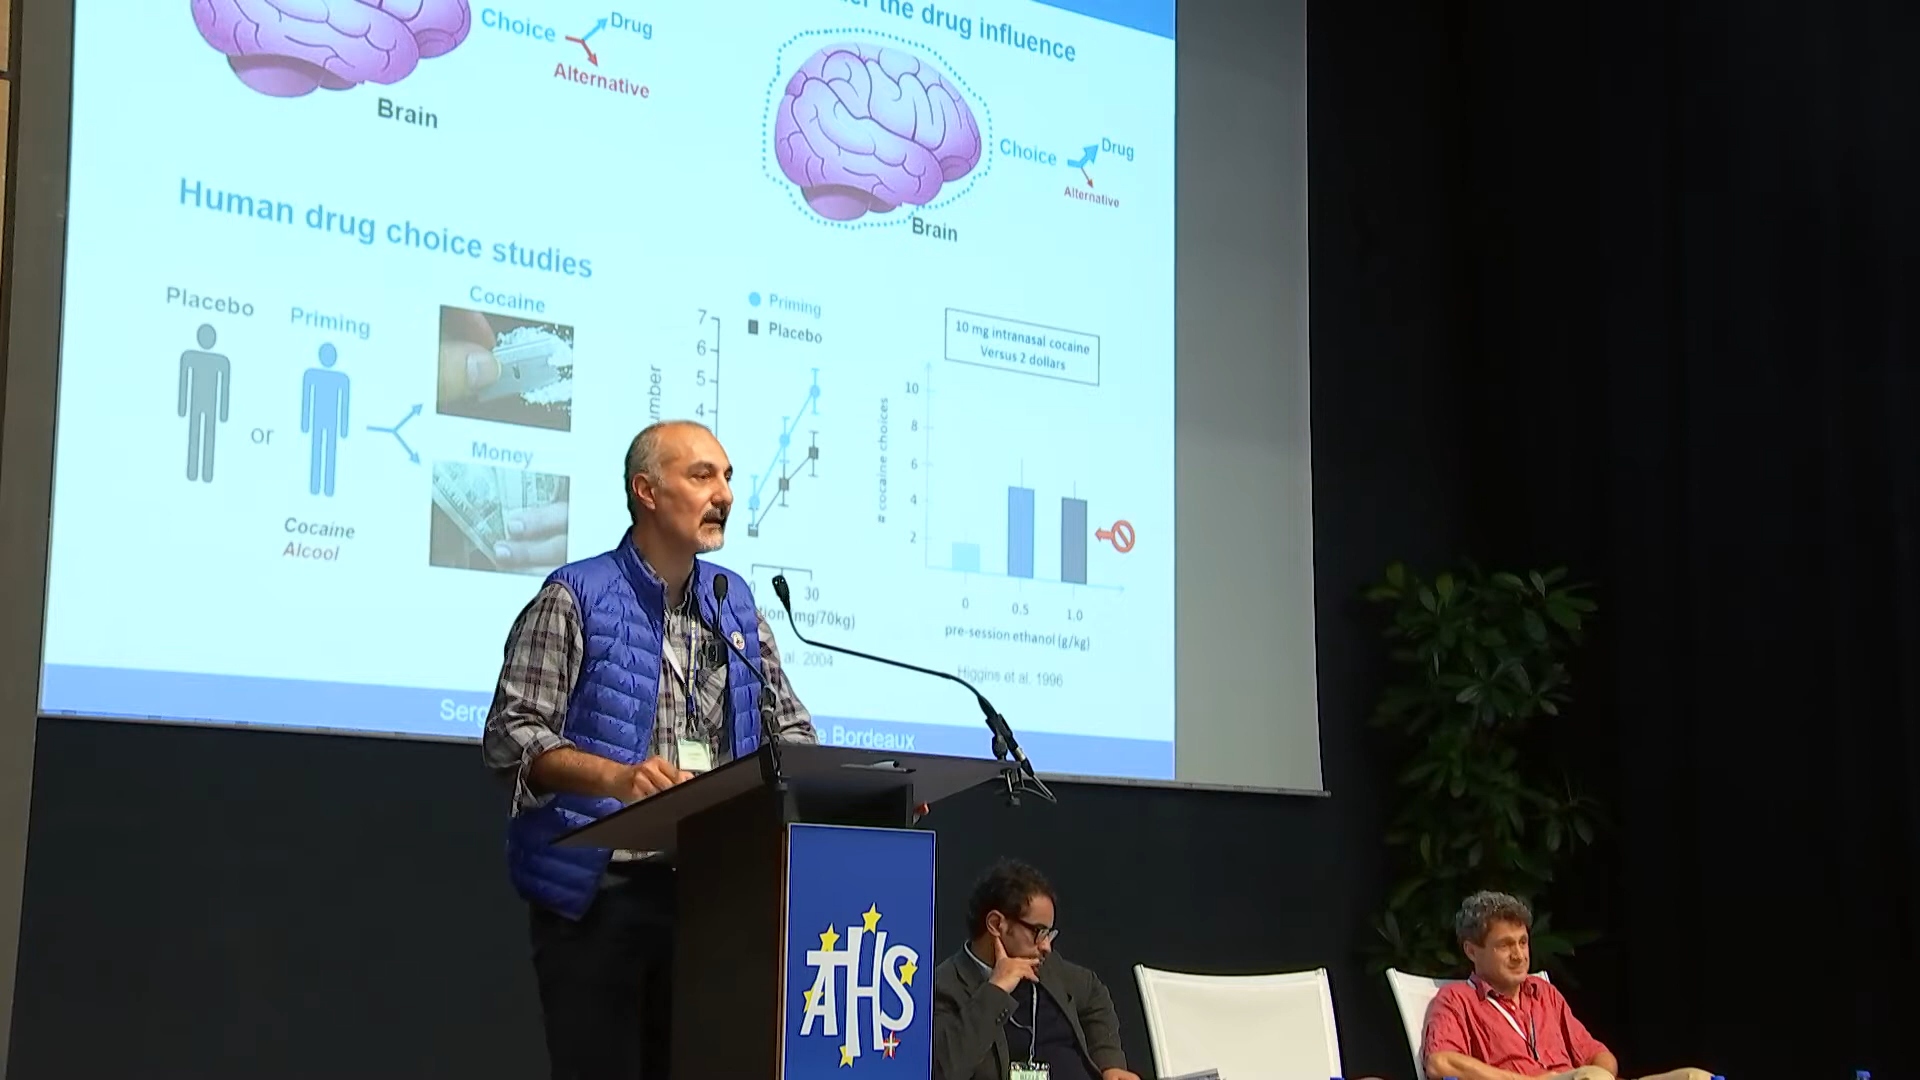 the drug influence
Choice
Drug
Alternative
Brain
Choice
Drug
Alternative
Brain
Human drug choice studies
Placebo
or
Priming
Cocaine
Alcool
Cocaine
Money
Priming
Placebo
7
6
5
4
30
(mg/70kg)
al. 2004
10 mg intranasal cocaine
Versus 2 dollars
# cocaine choices
10
8
6
4
2
0
0.5
1.0
pre-session ethanol (g/kg)
Higgins et al. 1996
Bordeaux
AHS